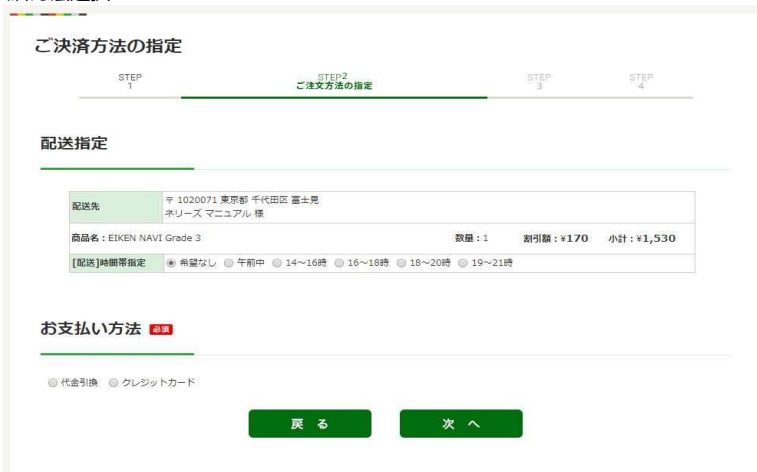 ご決済方法の指定
STEP 1
STEP2 ご注文方法の指定
STEP 3
STEP 4
配送指定
配送先
〒 1020071 東京都 千代田区 富士見
ネリーズ マニュアル 様
商品名：EIKEN NAVI Grade 3 数量：1 割引額：¥170 小計：¥1,530
[配送]時間帯指定 希望なし 午前中 14～16時 16～18時 18～20時 19～21時
お支払い方法 必須
代金引換 クレジットカード
戻 る 次 へ